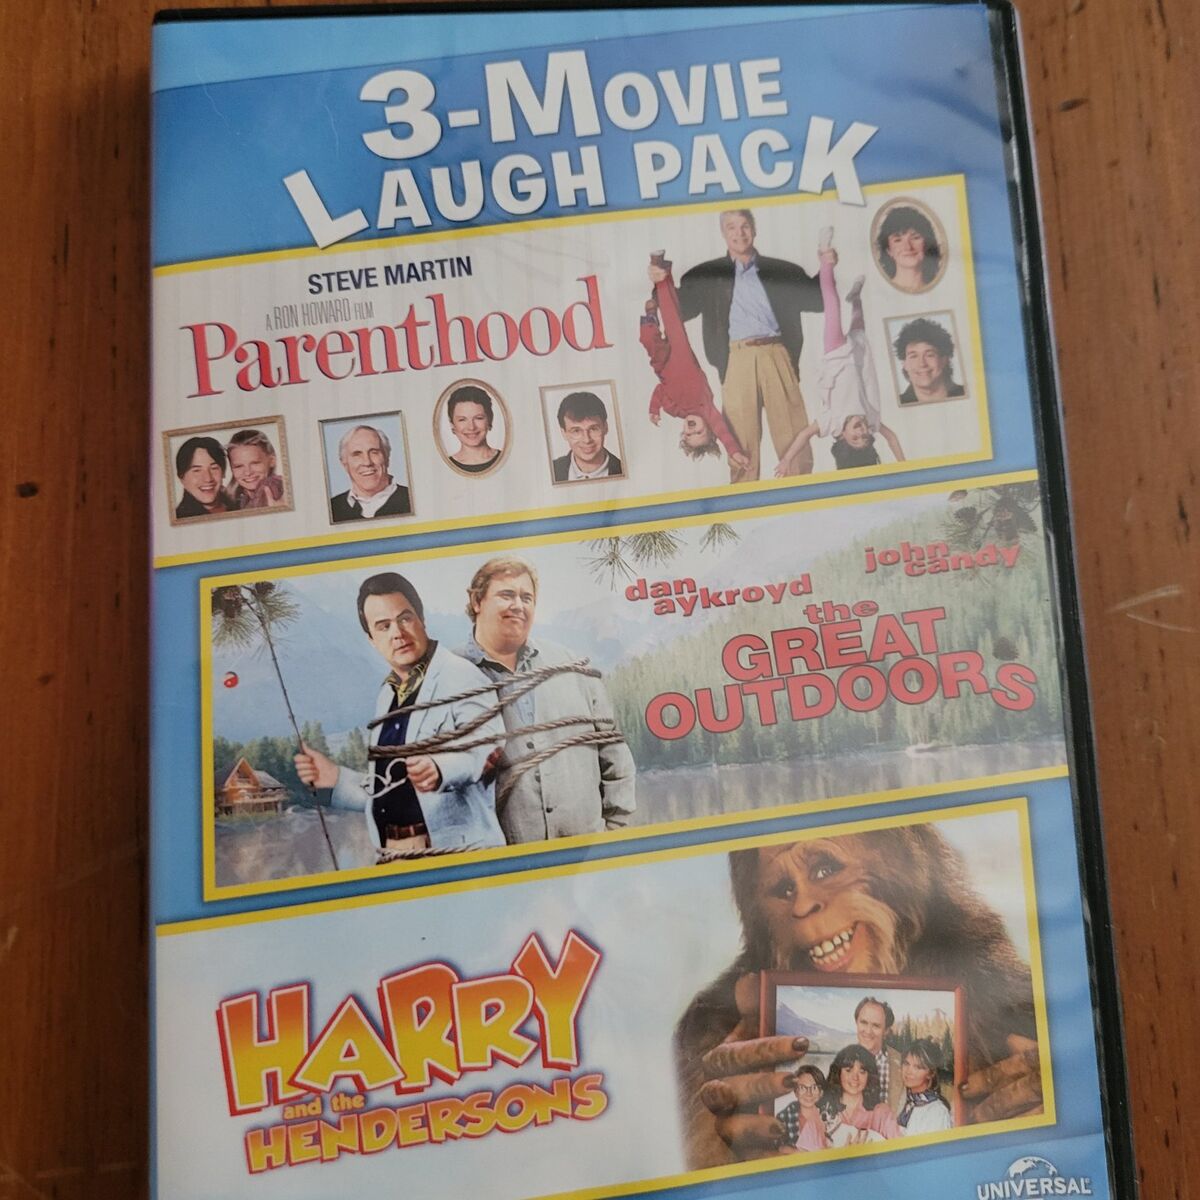 3-MOVIE
LAUGH PACK
STEVE MARTIN
A RON HOWARD FILM
Parenthood
dan aykroyd
john candy
the
GREAT
OUTDOORS
HARRY
and the
HENDERSONS
UNIVERSAL